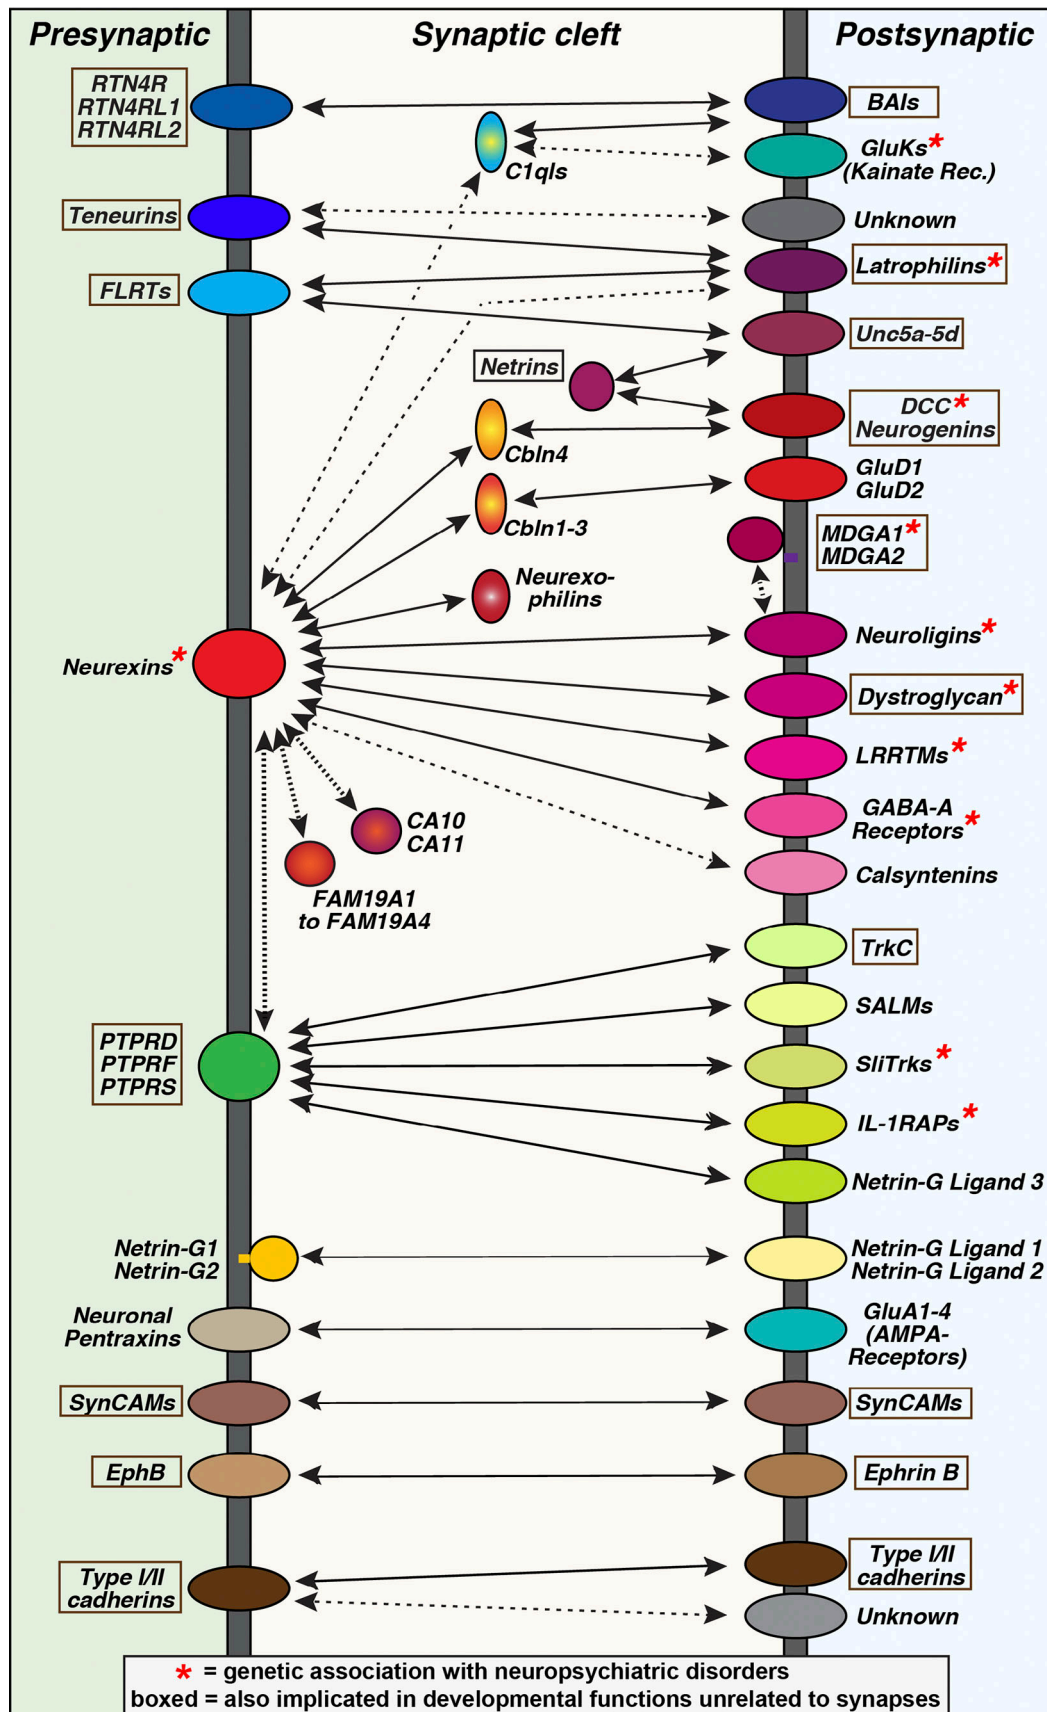 Presynaptic
Synaptic cleft
Postsynaptic
RTN4R
RTN4RL1
RTN4RL2
BAIs
C1qls
GluKs*
(Kainate Rec.)
Teneurins
Unknown
Latrophilins*
FLRTs
Unc5a-5d
Netrins
DCC*
Neurogenins
Cbln4
GluD1
GluD2
Cbln1-3
MDGA1*
MDGA2
Neurexo-
philins
Neurexins*
Neuroligins*
Dystroglycan*
LRRTMs*
GABA-A
Receptors*
CA10
CA11
Calsyntenins
FAM19A1
to FAM19A4
TrkC
SALMs
PTPRD
PTPRF
PTPRS
SliTrks*
IL-1RAPs*
Netrin-G Ligand 3
Netrin-G1
Netrin-G2
Netrin-G Ligand 1
Netrin-G Ligand 2
Neuronal
Pentraxins
GluA1-4
(AMPA-
Receptors)
SynCAMs
SynCAMs
EphB
Ephrin B
Type I/II
cadherins
Type I/II
cadherins
Unknown
* = genetic association with neuropsychiatric disorders
boxed = also implicated in developmental functions unrelated to synapses